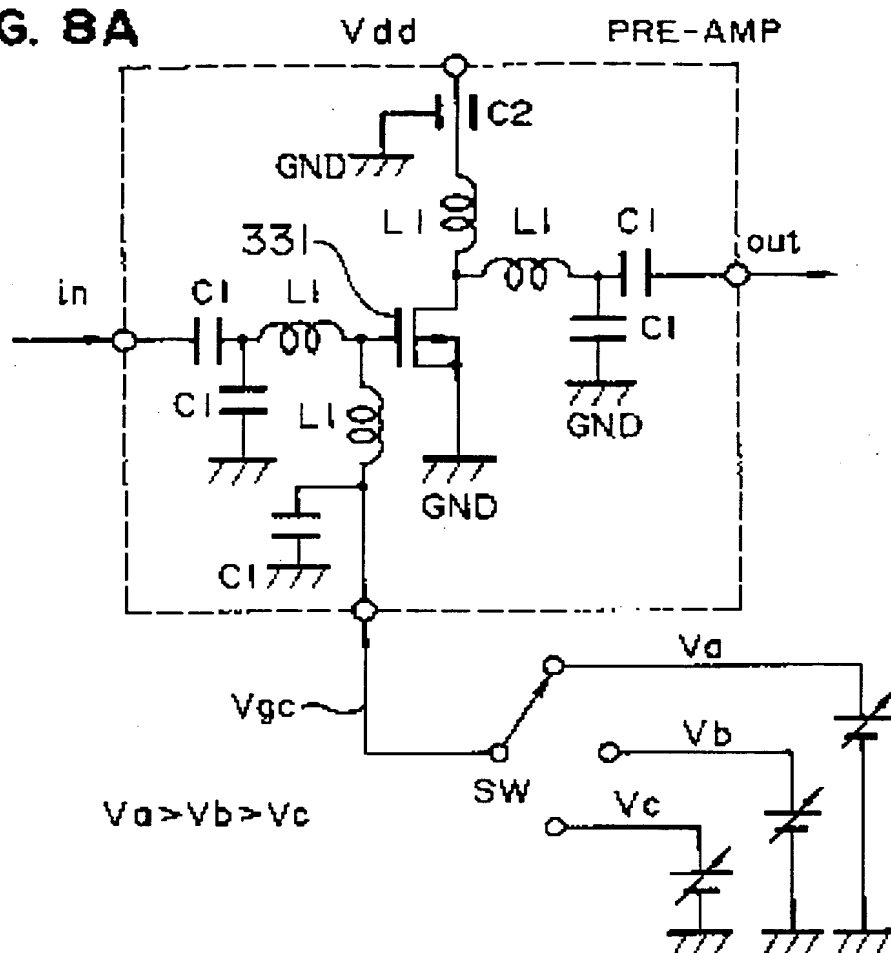 G. 8A
Vdd
PRE-AMP
C2
GND
L1
L1
C1
out
331
in
C1
L1
C1
C1
L1
GND
GND
C1
Vgc
Va
Vb
SW
Vc
Va>Vb>Vc